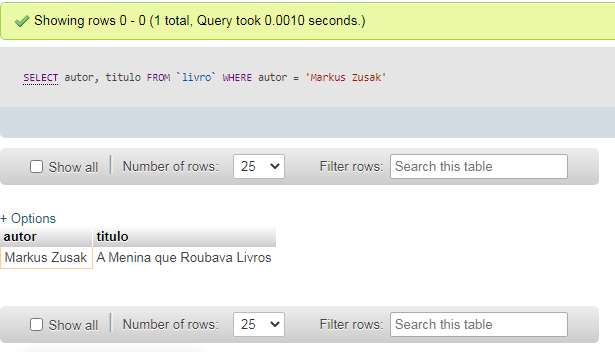 Showing rows 0 - 0 (1 total, Query took 0.0010 seconds.)
SELECT autor, titulo FROM `livro` WHERE autor = 'Markus Zusak'
Show all Number of rows: 25 Filter rows: Search this table
+ Options
autor titulo
Markus Zusak A Menina que Roubava Livros
Show all Number of rows: 25 Filter rows: Search this table